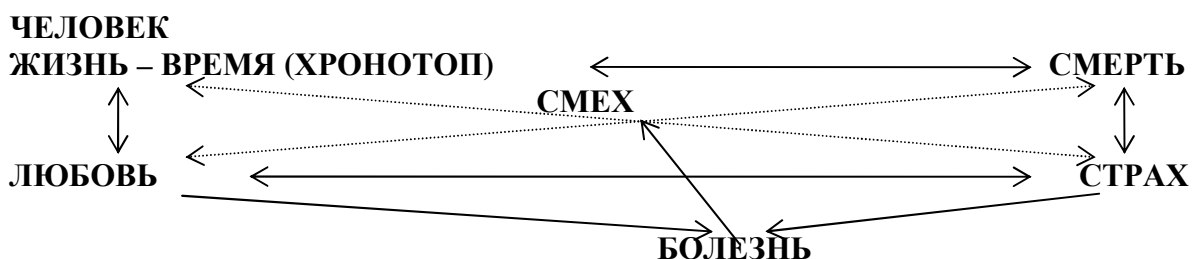 ЧЕЛОВЕК
ЖИЗНЬ – ВРЕМЯ (ХРОНОТОП) СМЕРТЬ
СМЕХ
ЛЮБОВЬ СТРАХ
БОЛЕЗНЬ